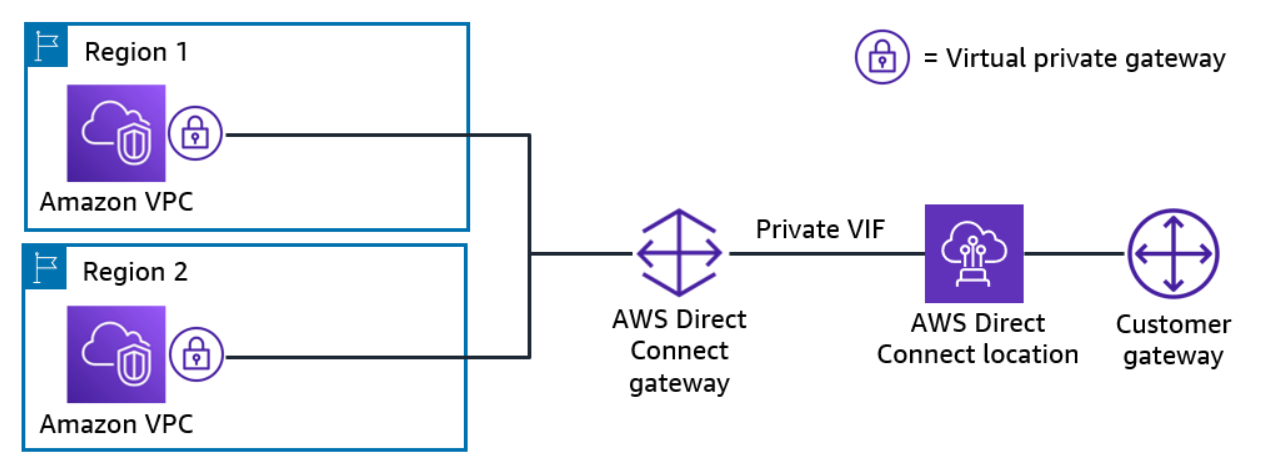 Region 1
Amazon VPC
= Virtual private gateway
Region 2
Amazon VPC
AWS Direct
Connect
gateway
Private VIF
AWS Direct
Connect location
Customer
gateway